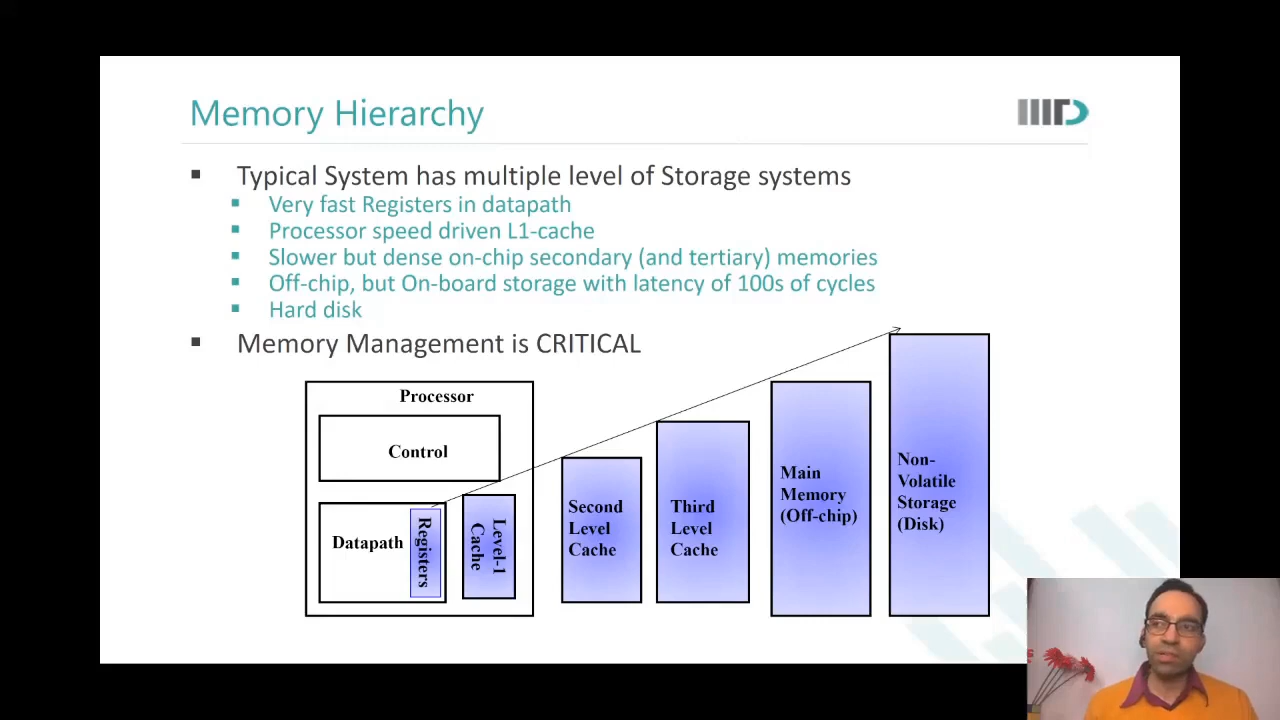 Memory Hierarchy
IIITD
Typical System has multiple level of Storage systems
Very fast Registers in datapath
Processor speed driven L1-cache
Slower but dense on-chip secondary (and tertiary) memories
Off-chip, but On-board storage with latency of 100s of cycles
Hard disk
Memory Management is CRITICAL
Processor
Control
Datapath
Registers
Level-1
Cache
Second
Level
Cache
Third
Level
Cache
Main
Memory
(Off-chip)
Non-
Volatile
Storage
(Disk)